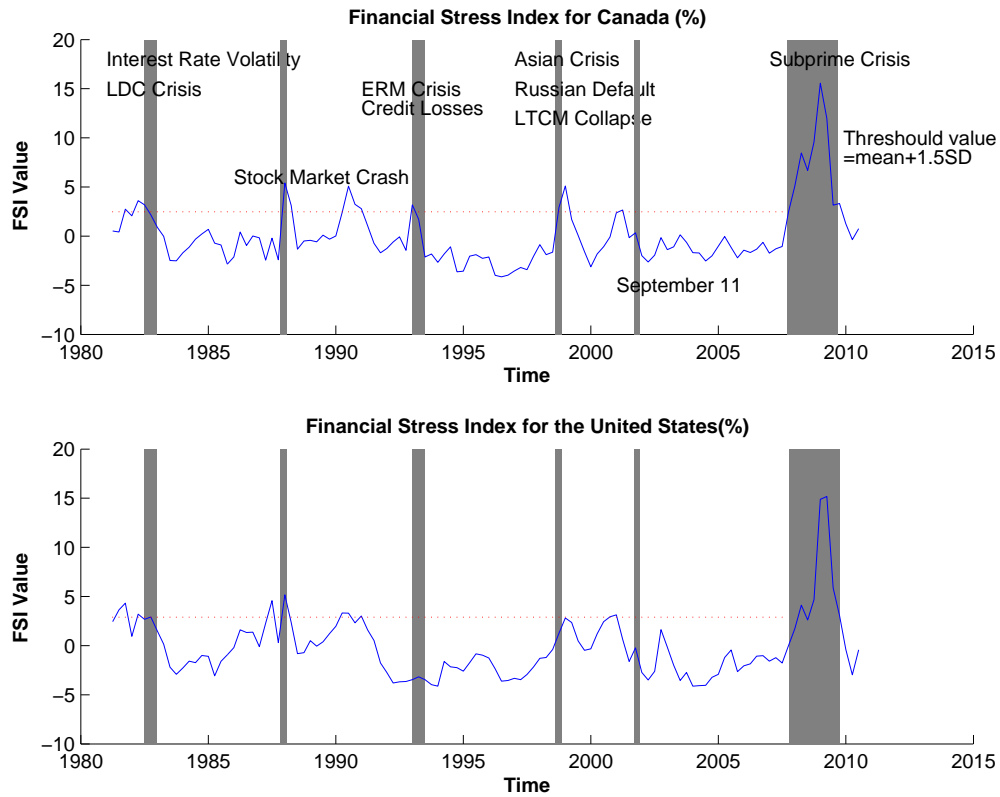 Financial Stress Index for Canada (%)
20
15
10
5
0
−5
−10
FSI Value
Interest Rate Volatility
LDC Crisis
Stock Market Crash
ERM Crisis
Credit Losses
Asian Crisis
Russian Default
LTCM Collapse
September 11
Subprime Crisis
Threshould value
=mean+1.5SD
1980 1985 1990 1995 2000 2005 2010 2015
Time
Financial Stress Index for the United States(%)
20
15
10
5
0
−5
−10
FSI Value
1980 1985 1990 1995 2000 2005 2010 2015
Time